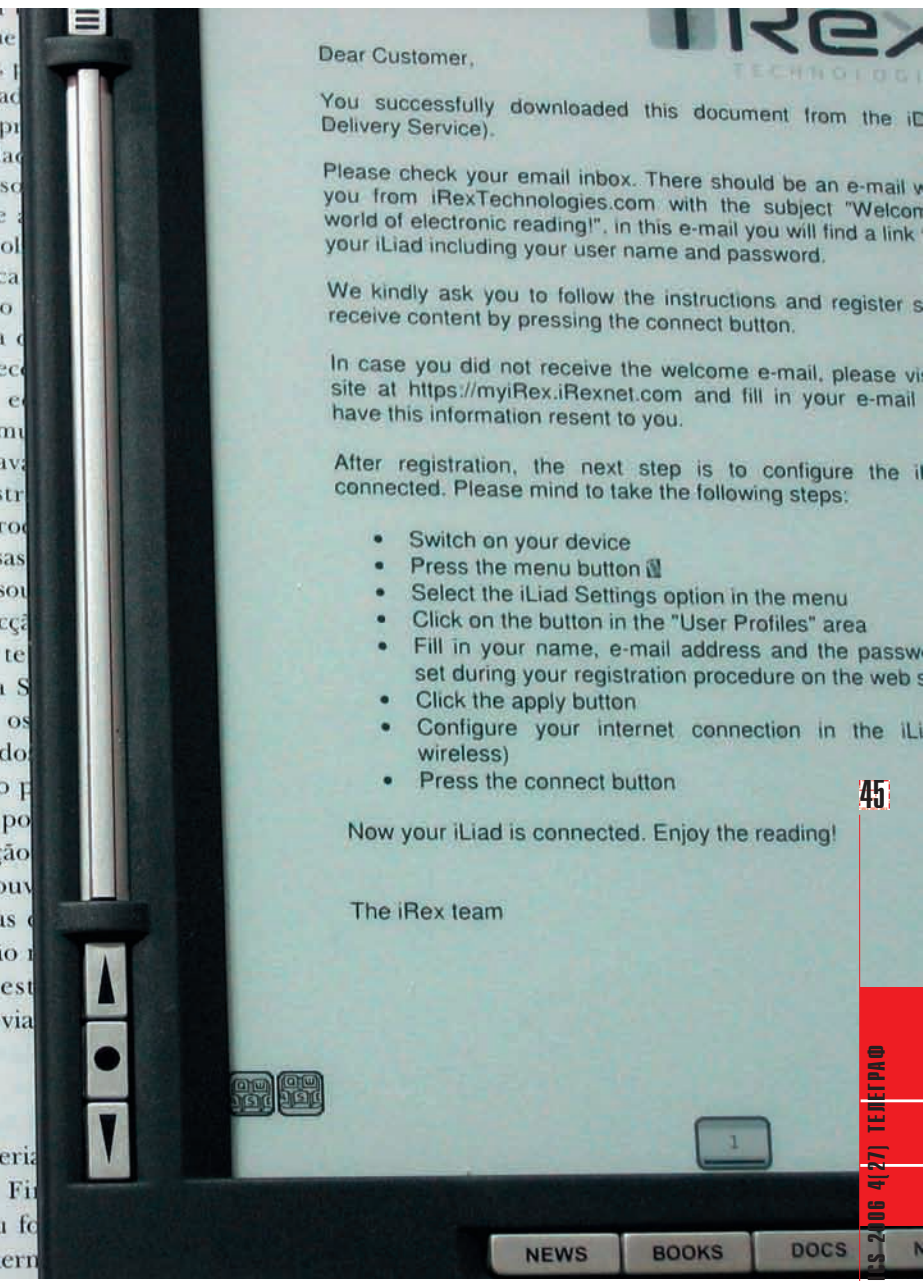 iRex
TECHNOLOGI
Dear Customer,
You successfully downloaded this document from the iD
Delivery Service).
Please check your email inbox. There should be an e-mail w
you from iRexTechnologies.com with the subject "Welcom
world of electronic reading!", in this e-mail you will find a link
your iLiad including your user name and password.
We kindly ask you to follow the instructions and register s
receive content by pressing the connect button.
In case you did not receive the welcome e-mail, please vis
site at https://myiRex.iRexnet.com and fill in your e-mail
have this information resent to you.
After registration, the next step is to configure the iL
connected. Please mind to take the following steps:
• Switch on your device
• Press the menu button
• Select the iLiad Settings option in the menu
• Click on the button in the "User Profiles" area
• Fill in your name, e-mail address and the passwo
set during your registration procedure on the web s
• Click the apply button
• Configure your internet connection in the iLi
wireless)
• Press the connect button
Now your iLiad is connected. Enjoy the reading!
The iRex team
1
NEWS
BOOKS
DOCS
N
45
CS 2006 4(27) ТЕЛЕГРАФ